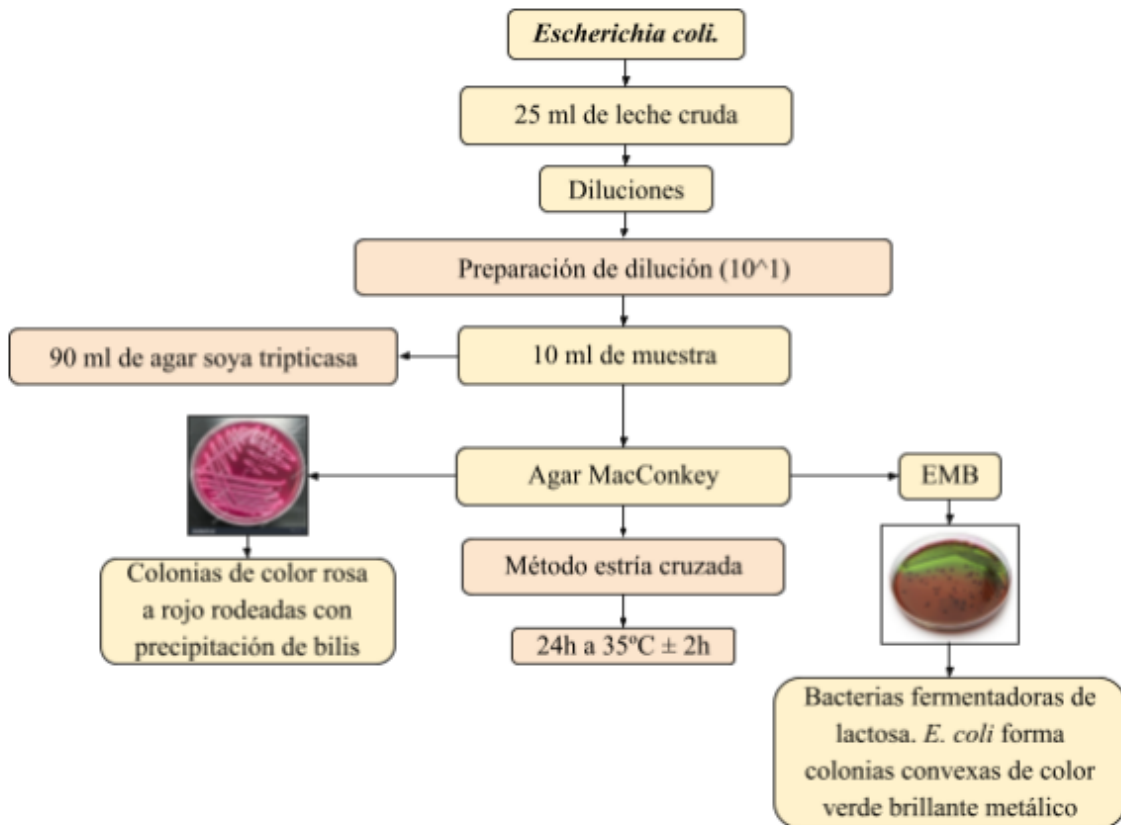 Escherichia coli.
25 ml de leche cruda
Diluciones
Preparación de dilución (10^1)
90 ml de agar soya tripticasa
10 ml de muestra
Agar MacConkey
EMB
Método estría cruzada
Colonias de color rosa
a rojo rodeadas con
precipitación de bilis
24h a 35ºC ± 2h
Bacterias fermentadoras de
lactosa. E. coli forma
colonias convexas de color
verde brillante metálico